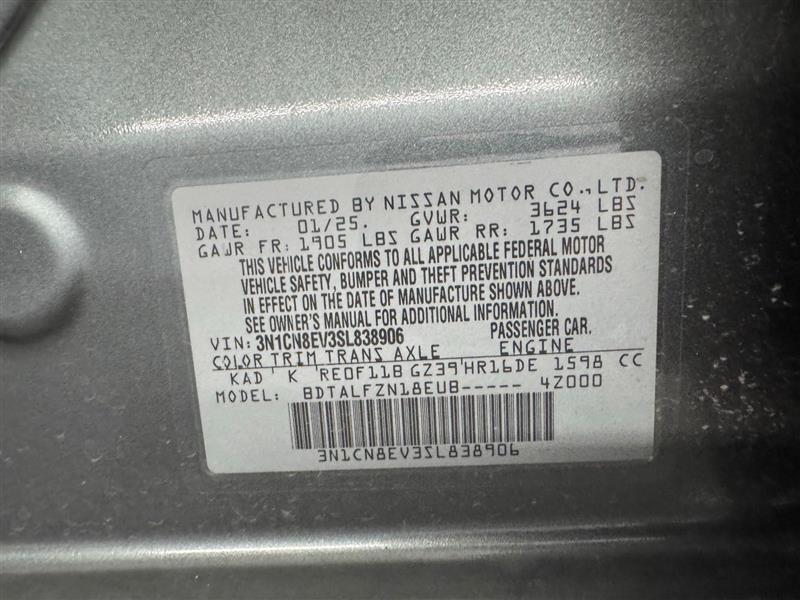 MANUFACTURED BY NISSAN MOTOR CO.,LTD.
DATE: 01/25. GVWR: 3624 LBS
GAWR FR: 1905 LBS GAWR RR: 1735 LBS
THIS VEHICLE CONFORMS TO ALL APPLICABLE FEDERAL MOTOR
VEHICLE SAFETY, BUMPER AND THEFT PREVENTION STANDARDS
IN EFFECT ON THE DATE OF MANUFACTURE SHOWN ABOVE.
SEE OWNER'S MANUAL FOR ADDITIONAL INFORMATION.
VIN: 3N1CN8EV3SL838906 PASSENGER CAR.
COLOR TRIM TRANS AXLE ENGINE
KAD K RE0F11B GZ39 HR16DE 1598 CC
MODEL: BDTALFZN18EUB----- 4Z000
3N1CN8EV3SL838906